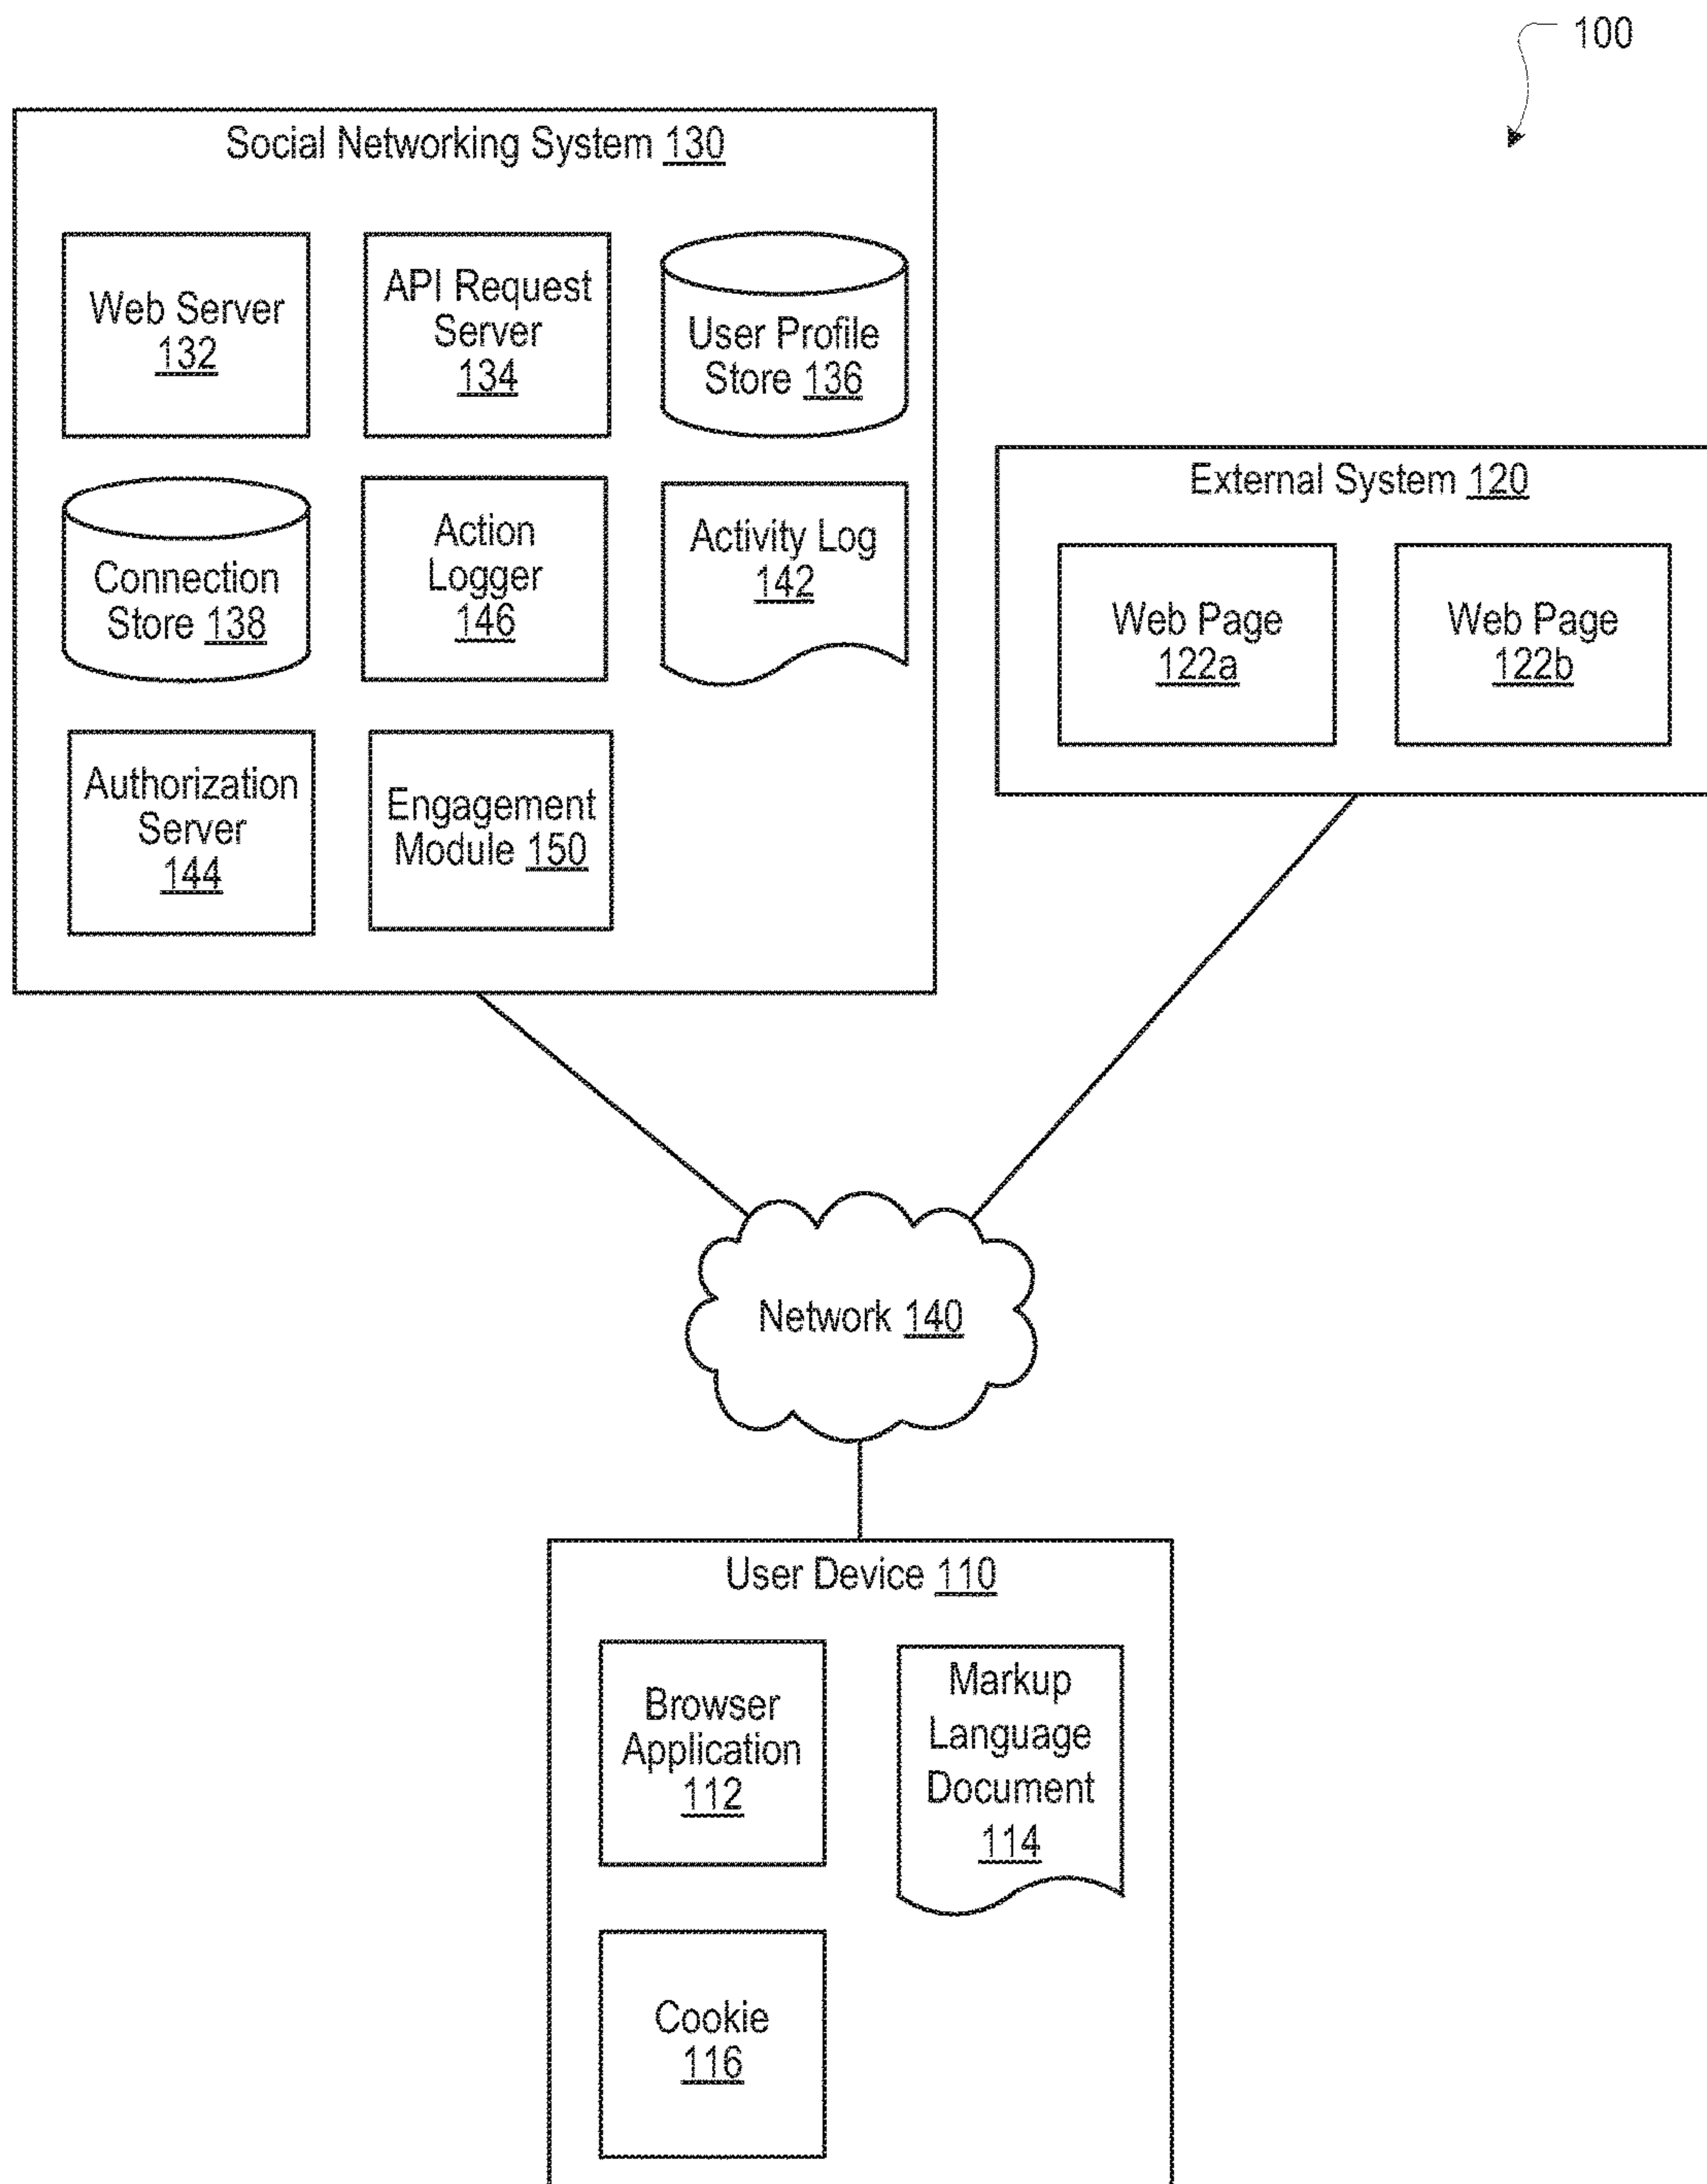 100
Social Networking System 130
Web Server
132
API Request
Server
134
User Profile
Store 136
Connection
Store 138
Action
Logger
146
Activity Log
142
Authorization
Server
144
Engagement
Module 150
External System 120
Web Page
122a
Web Page
122b
Network 140
User Device 110
Browser
Application
112
Markup
Language
Document
114
Cookie
116